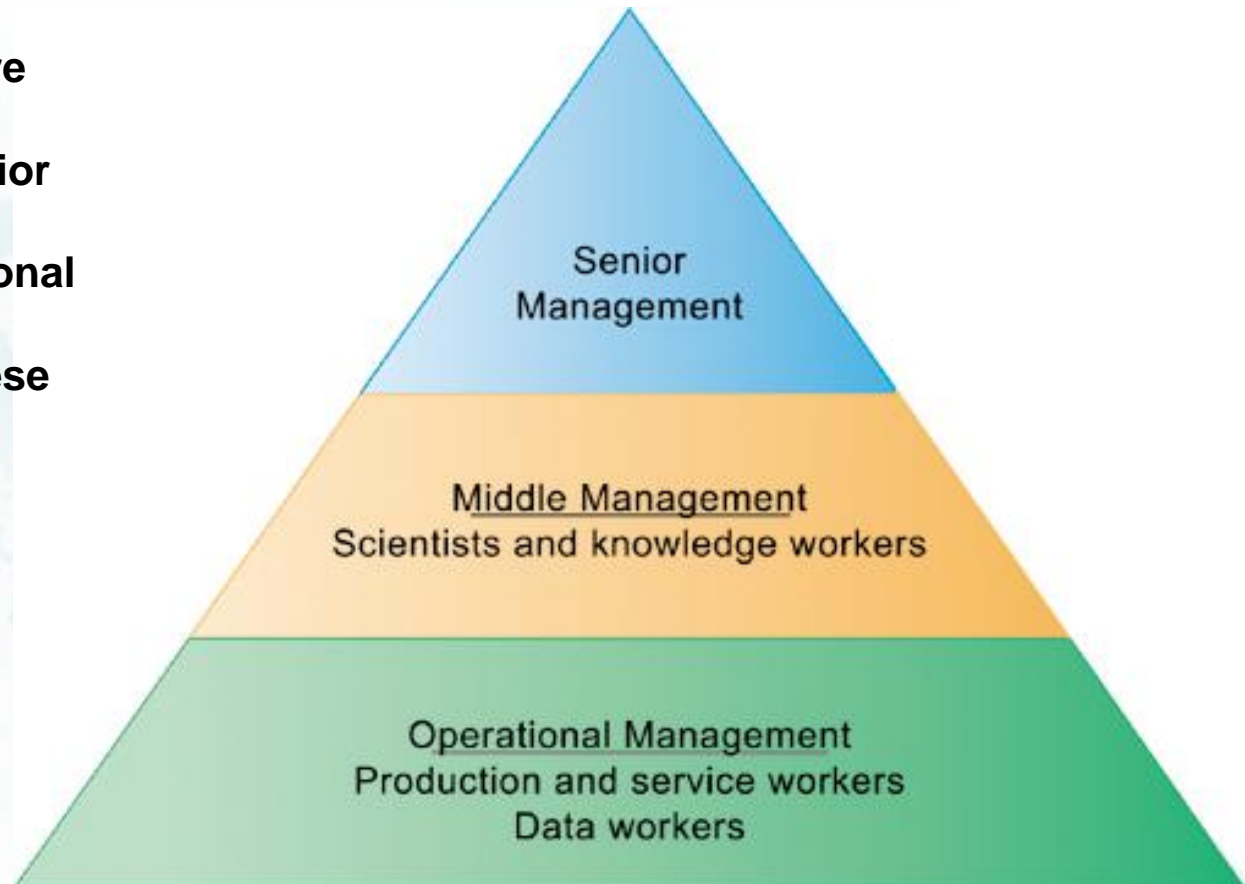 ior
onal
ese
Senior
Management
Middle Management
Scientists and knowledge workers
Operational Management
Production and service workers
Data workers